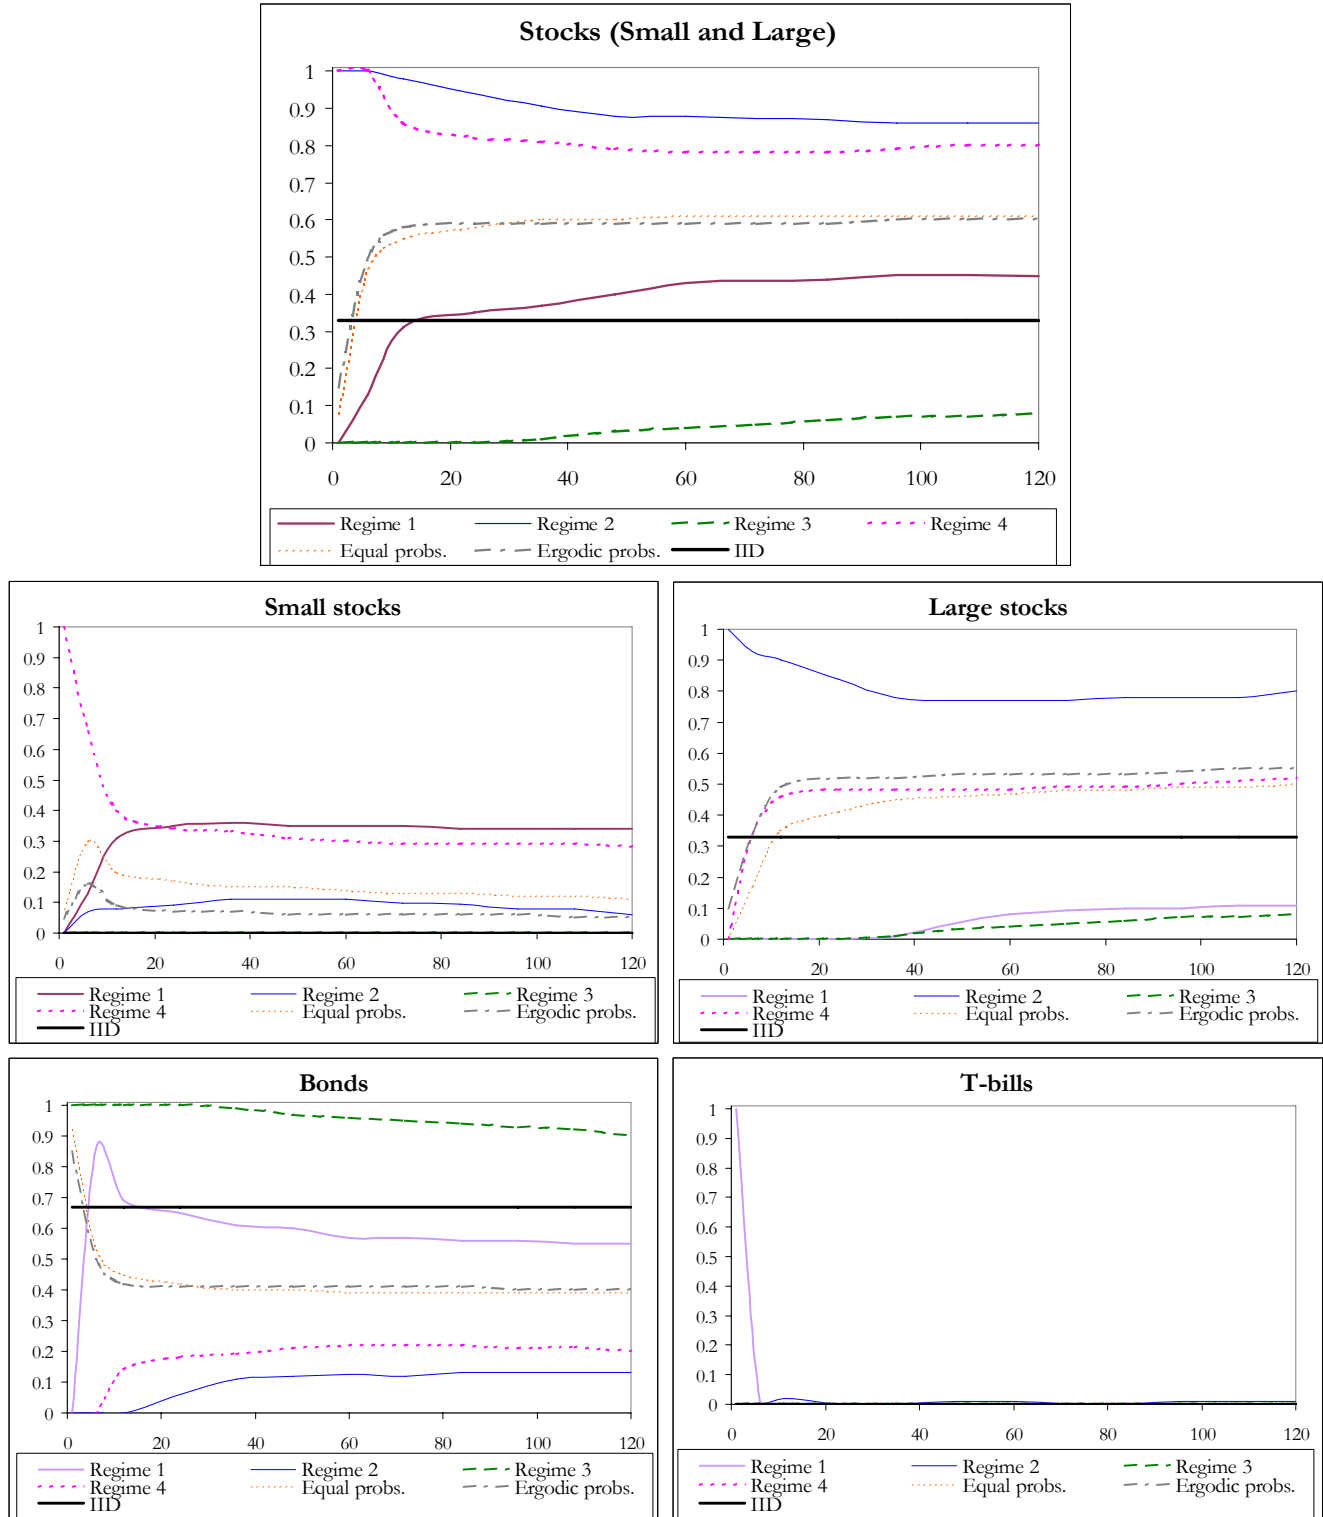 Stocks (Small and Large)
1
0.9
0.8
0.7
0.6
0.5
0.4
0.3
0.2
0.1
0
0 20 40 60 80 100 120
Regime 1 Regime 2 Regime 3 Regime 4
Equal probs. Ergodic probs. IID
Small stocks
1
0.9
0.8
0.7
0.6
0.5
0.4
0.3
0.2
0.1
0
0 20 40 60 80 100 120
Regime 1 Regime 2 Regime 3
Regime 4 Equal probs. Ergodic probs.
IID
Large stocks
1
0.9
0.8
0.7
0.6
0.5
0.4
0.3
0.2
0.1
0
0 20 40 60 80 100 120
Regime 1 Regime 2 Regime 3
Regime 4 Equal probs. Ergodic probs.
IID
Bonds
1
0.9
0.8
0.7
0.6
0.5
0.4
0.3
0.2
0.1
0
0 20 40 60 80 100 120
Regime 1 Regime 2 Regime 3
Regime 4 Equal probs. Ergodic probs.
IID
T-bills
1
0.9
0.8
0.7
0.6
0.5
0.4
0.3
0.2
0.1
0
0 20 40 60 80 100 120
Regime 1 Regime 2 Regime 3
Regime 4 Equal probs. Ergodic probs.
IID